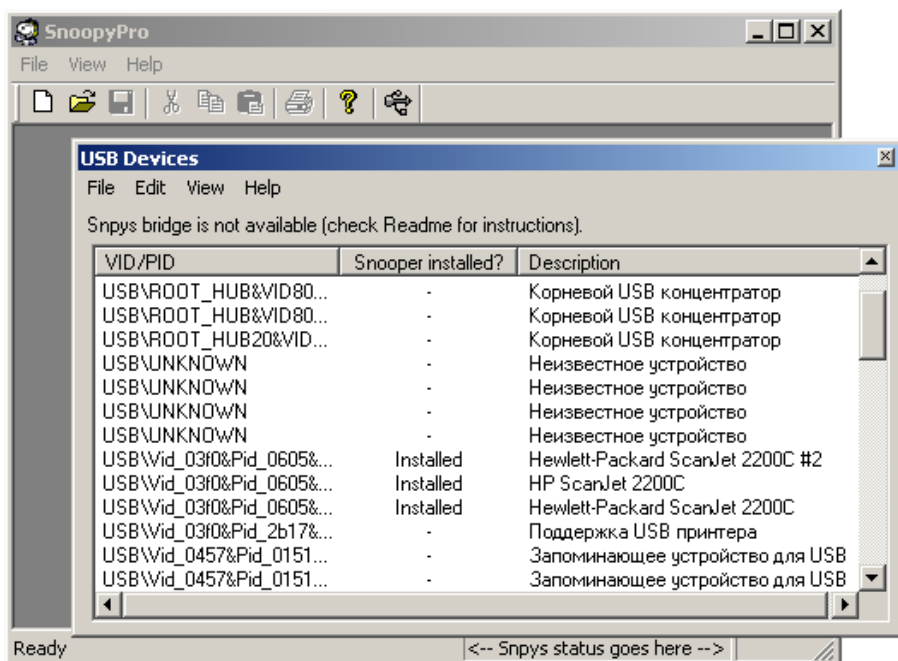 SnoopyPro
File View Help
USB Devices
File Edit View Help
Snpys bridge is not available (check Readme for instructions).
VID/PID Snooper installed? Description
USB\ROOT_HUB&VID80... - Корневой USB концентратор
USB\ROOT_HUB&VID80... - Корневой USB концентратор
USB\ROOT_HUB20&VID... - Корневой USB концентратор
USB\UNKNOWN - Неизвестное устройство
USB\UNKNOWN - Неизвестное устройство
USB\UNKNOWN - Неизвестное устройство
USB\UNKNOWN - Неизвестное устройство
USB\Vid_03f0&Pid_0605&... Installed Hewlett-Packard ScanJet 2200C #2
USB\Vid_03f0&Pid_0605&... Installed HP ScanJet 2200C
USB\Vid_03f0&Pid_0605&... Installed Hewlett-Packard ScanJet 2200C
USB\Vid_03f0&Pid_2b17&... - Поддержка USB принтера
USB\Vid_0457&Pid_0151... - Запоминающее устройство для USB
USB\Vid_0457&Pid_0151... - Запоминающее устройство для USB
Ready <-- Snpys status goes here -->